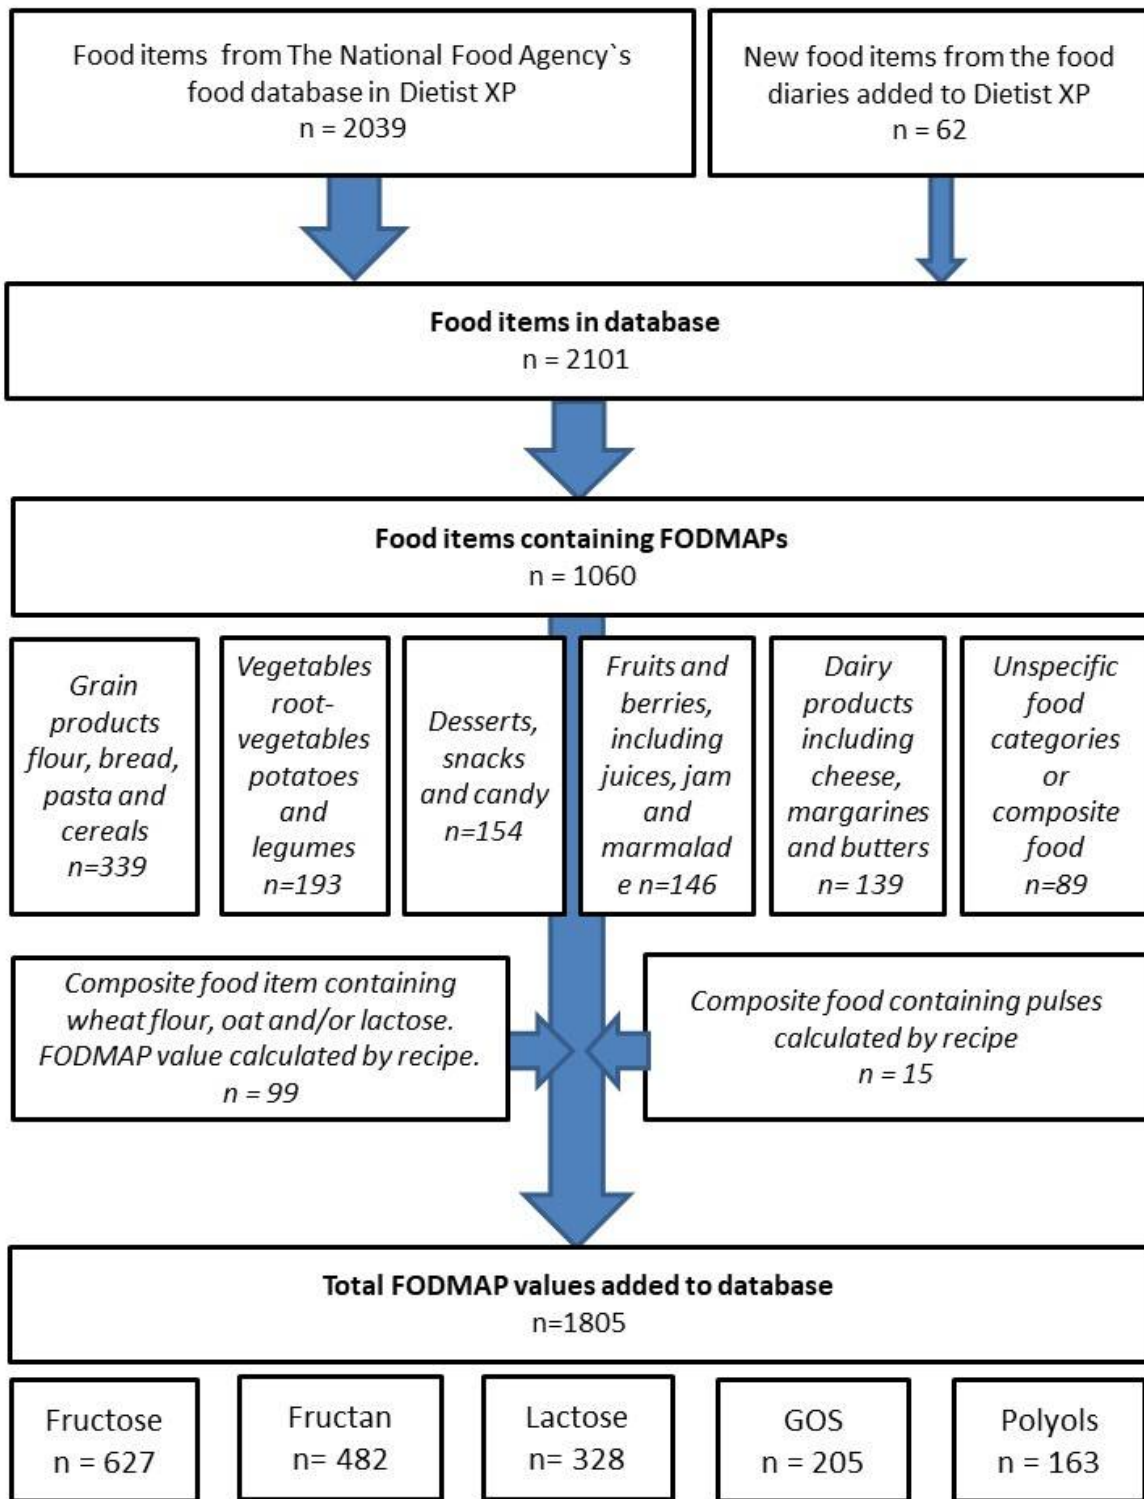 Food items from The National Food Agency`s
food database in Dietist XP
n = 2039
New food items from the food
diaries added to Dietist XP
n = 62
Food items in database
n = 2101
Food items containing FODMAPs
n = 1060
Grain
products
flour, bread,
pasta and
cereals
n=339
Vegetables
root-
vegetables
potatoes
and
legumes
n=193
Desserts,
snacks
and candy
n=154
Fruits and
berries,
including
juices, jam
and
marmalad
e n=146
Dairy
products
including
cheese,
margarines
and butters
n= 139
Unspecific
food
categories
or
composite
food
n=89
Composite food item containing
wheat flour, oat and/or lactose.
FODMAP value calculated by recipe.
n = 99
Composite food containing pulses
calculated by recipe
n = 15
Total FODMAP values added to database
n=1805
Fructose
n = 627
Fructan
n= 482
Lactose
n= 328
GOS
n = 205
Polyols
n = 163